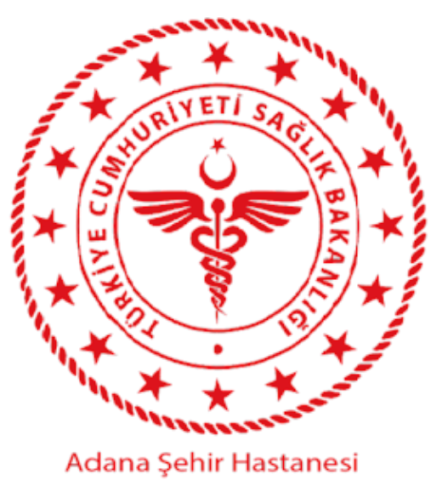 TÜRKİYE CUMHURİYETİ SAĞLIK BAKANLIĞI
Adana Şehir Hastanesi